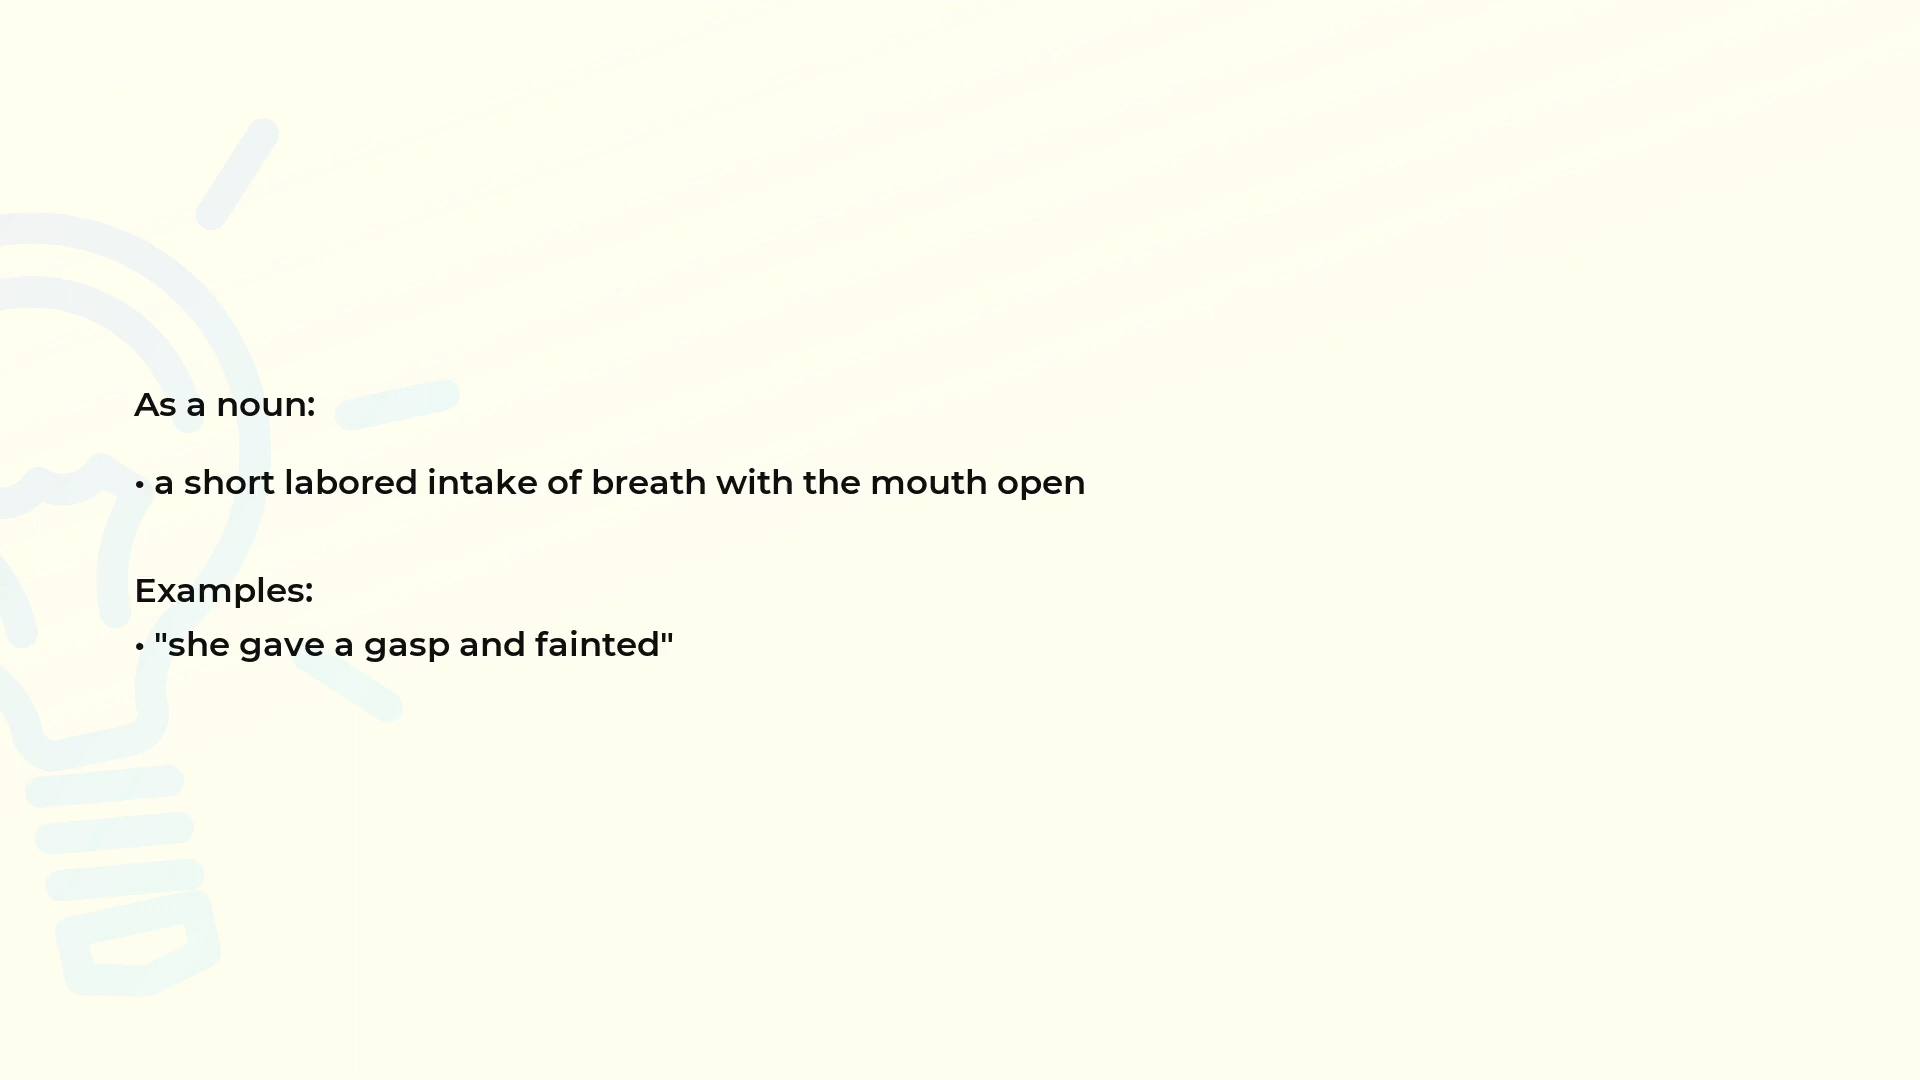 As a noun:
• a short labored intake of breath with the mouth open
Examples:
• "she gave a gasp and fainted"